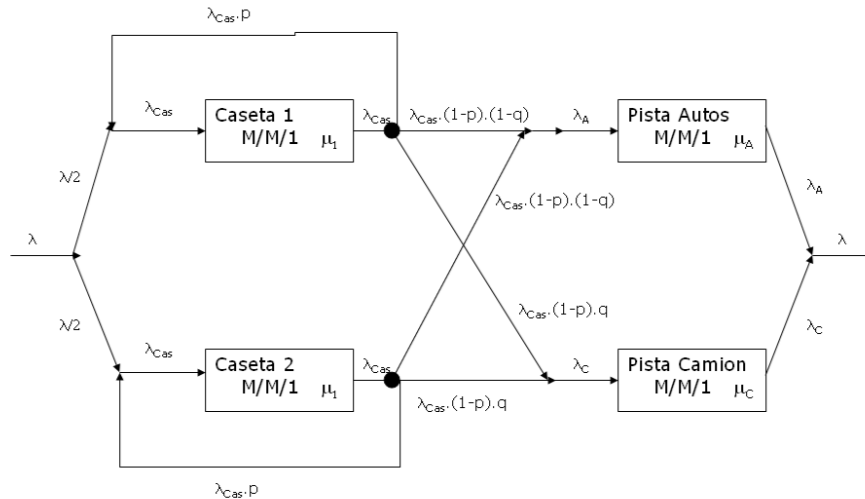 λCas.p
λCas
Caseta 1
M/M/1 μ1
λCas
λCas.(1-p).(1-q)
λA
Pista Autos
M/M/1 μA
λ/2
λCas.(1-p).(1-q)
λA
λ
λ
λ/2
λCas.(1-p).q
λC
λCas
Caseta 2
M/M/1 μ1
λCas
λC
Pista Camion
M/M/1 μC
λCas.(1-p).q
λCas.p